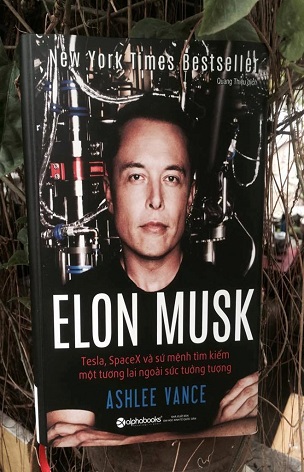 New York Times Bestseller
ELON MUSK
Tesla, SpaceX và sứ mệnh tìm kiếm
một tương lai ngoài sức tưởng tượng
ASHLEE VANCE
alphabooks